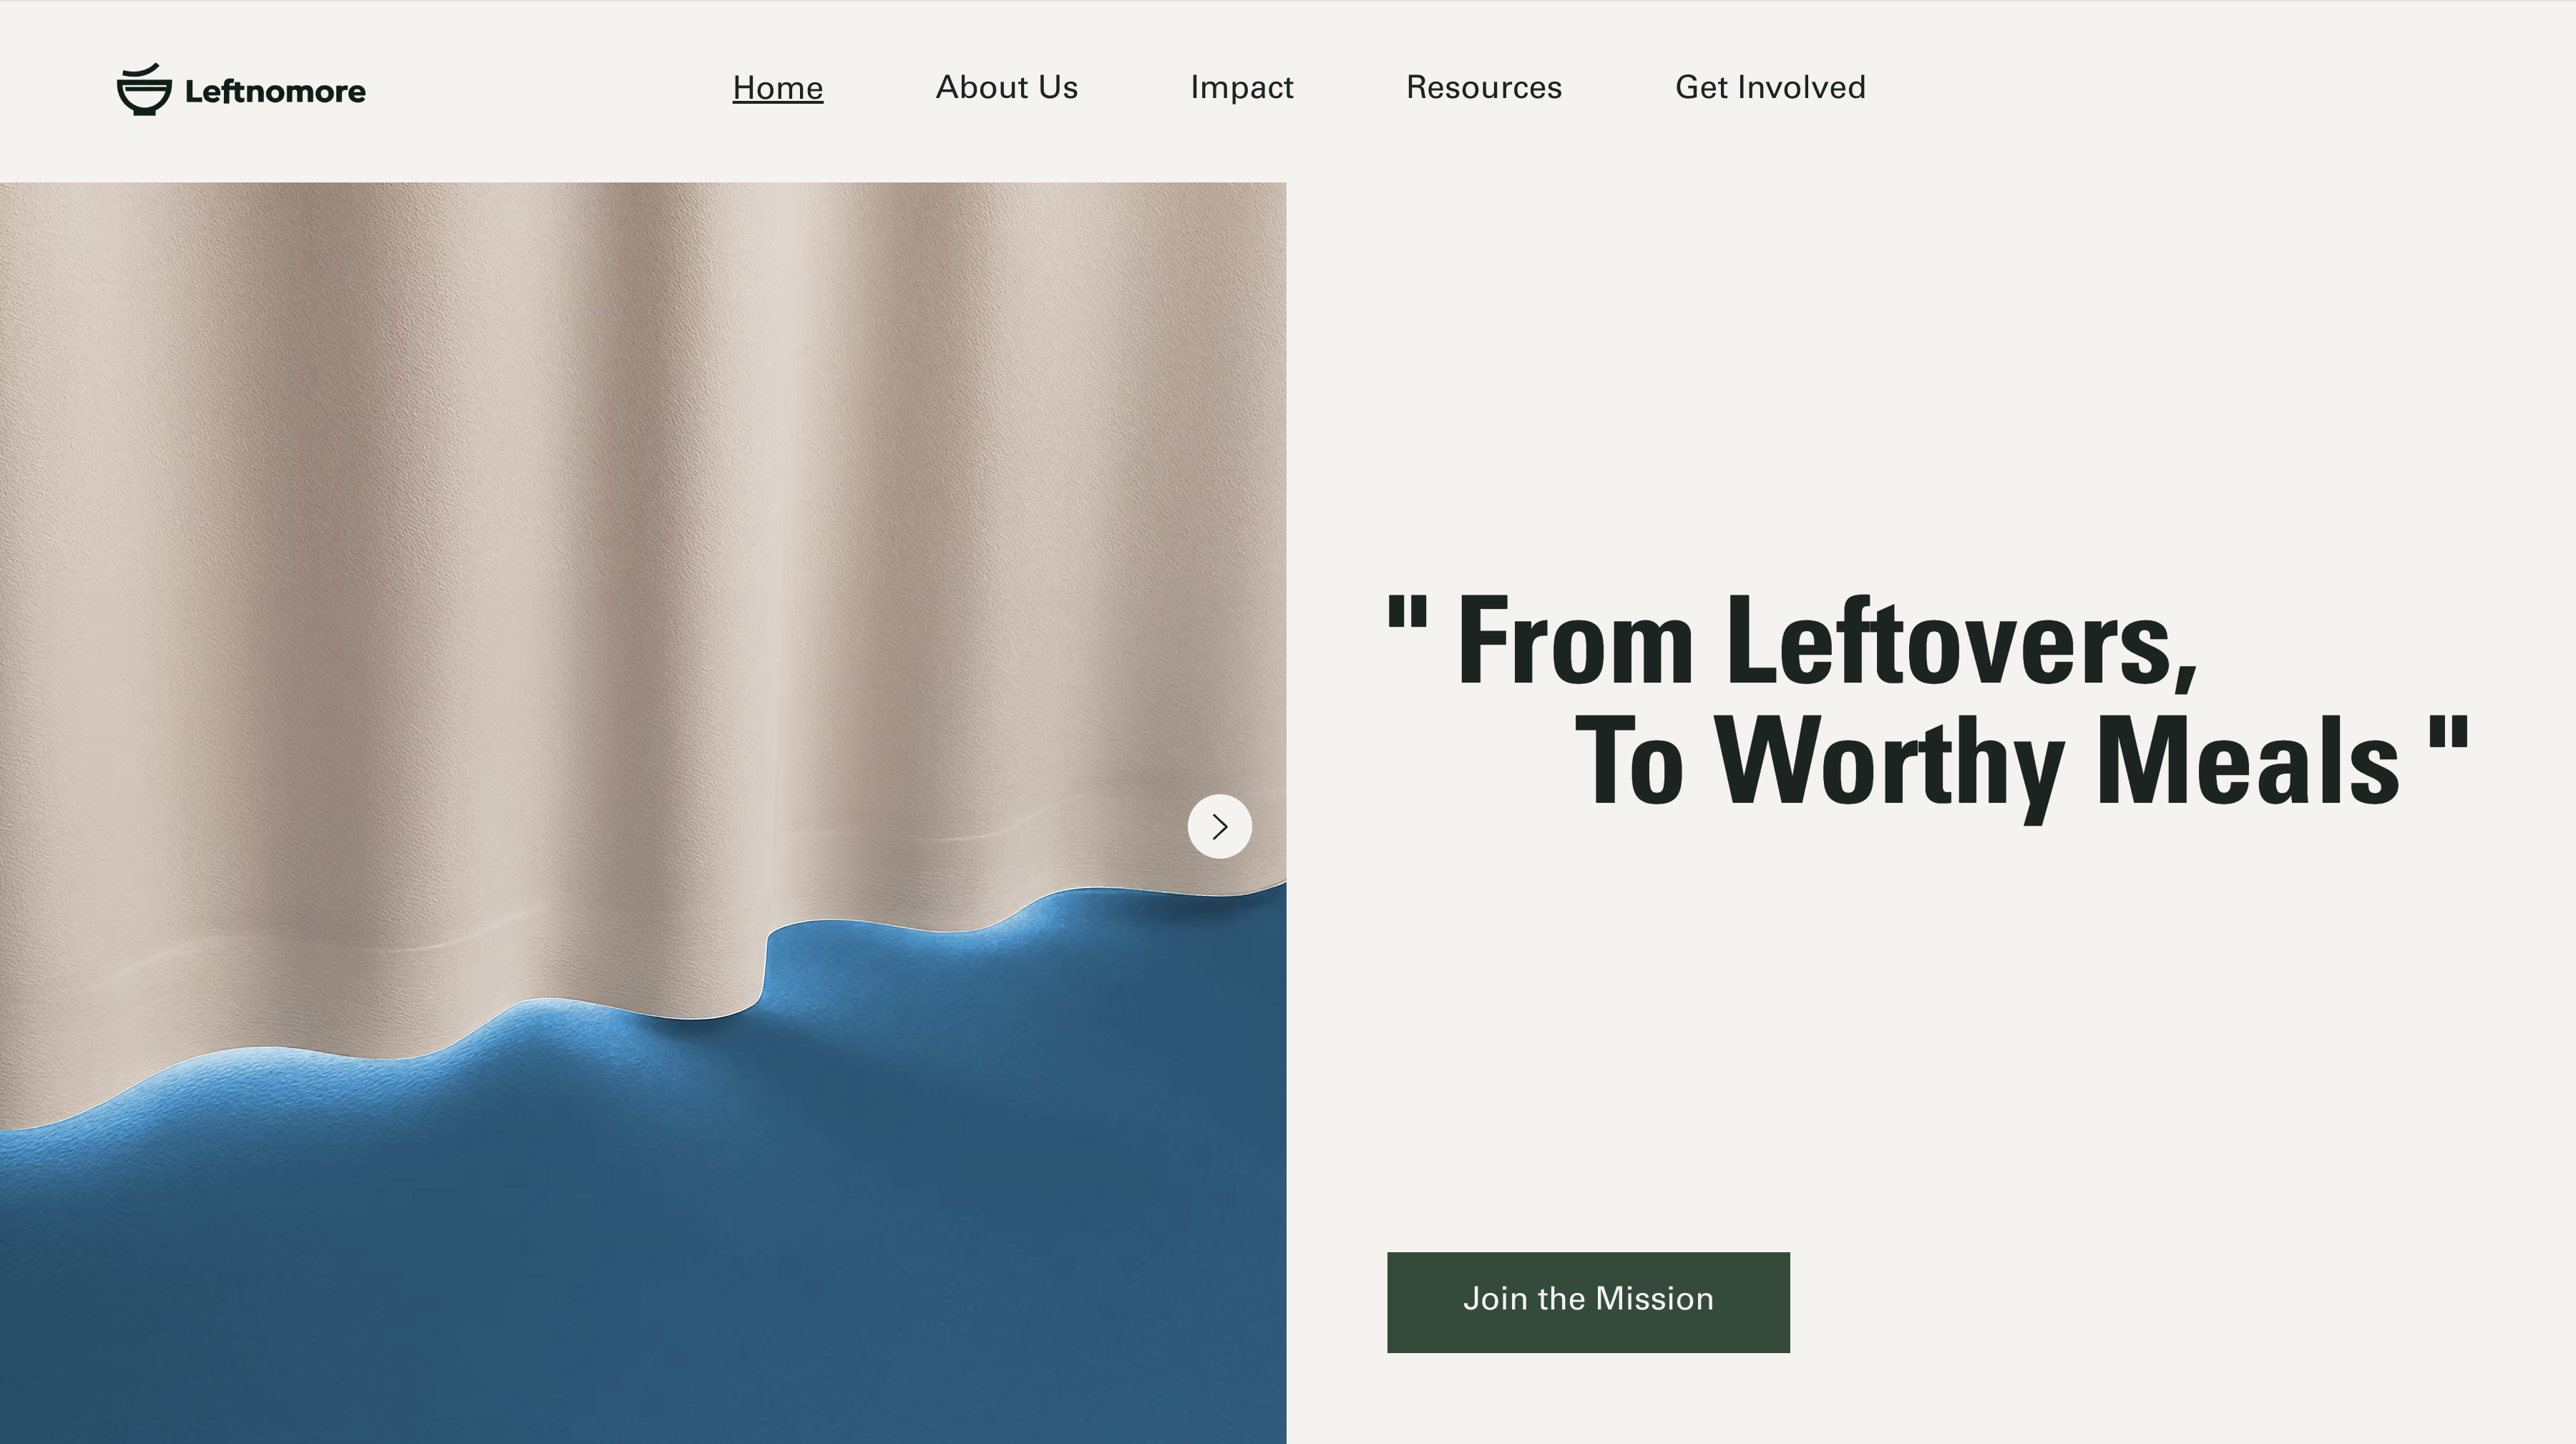 Leftnomore
Home About Us Impact Resources Get Involved
" From Leftovers,
To Worthy Meals "
Join the Mission